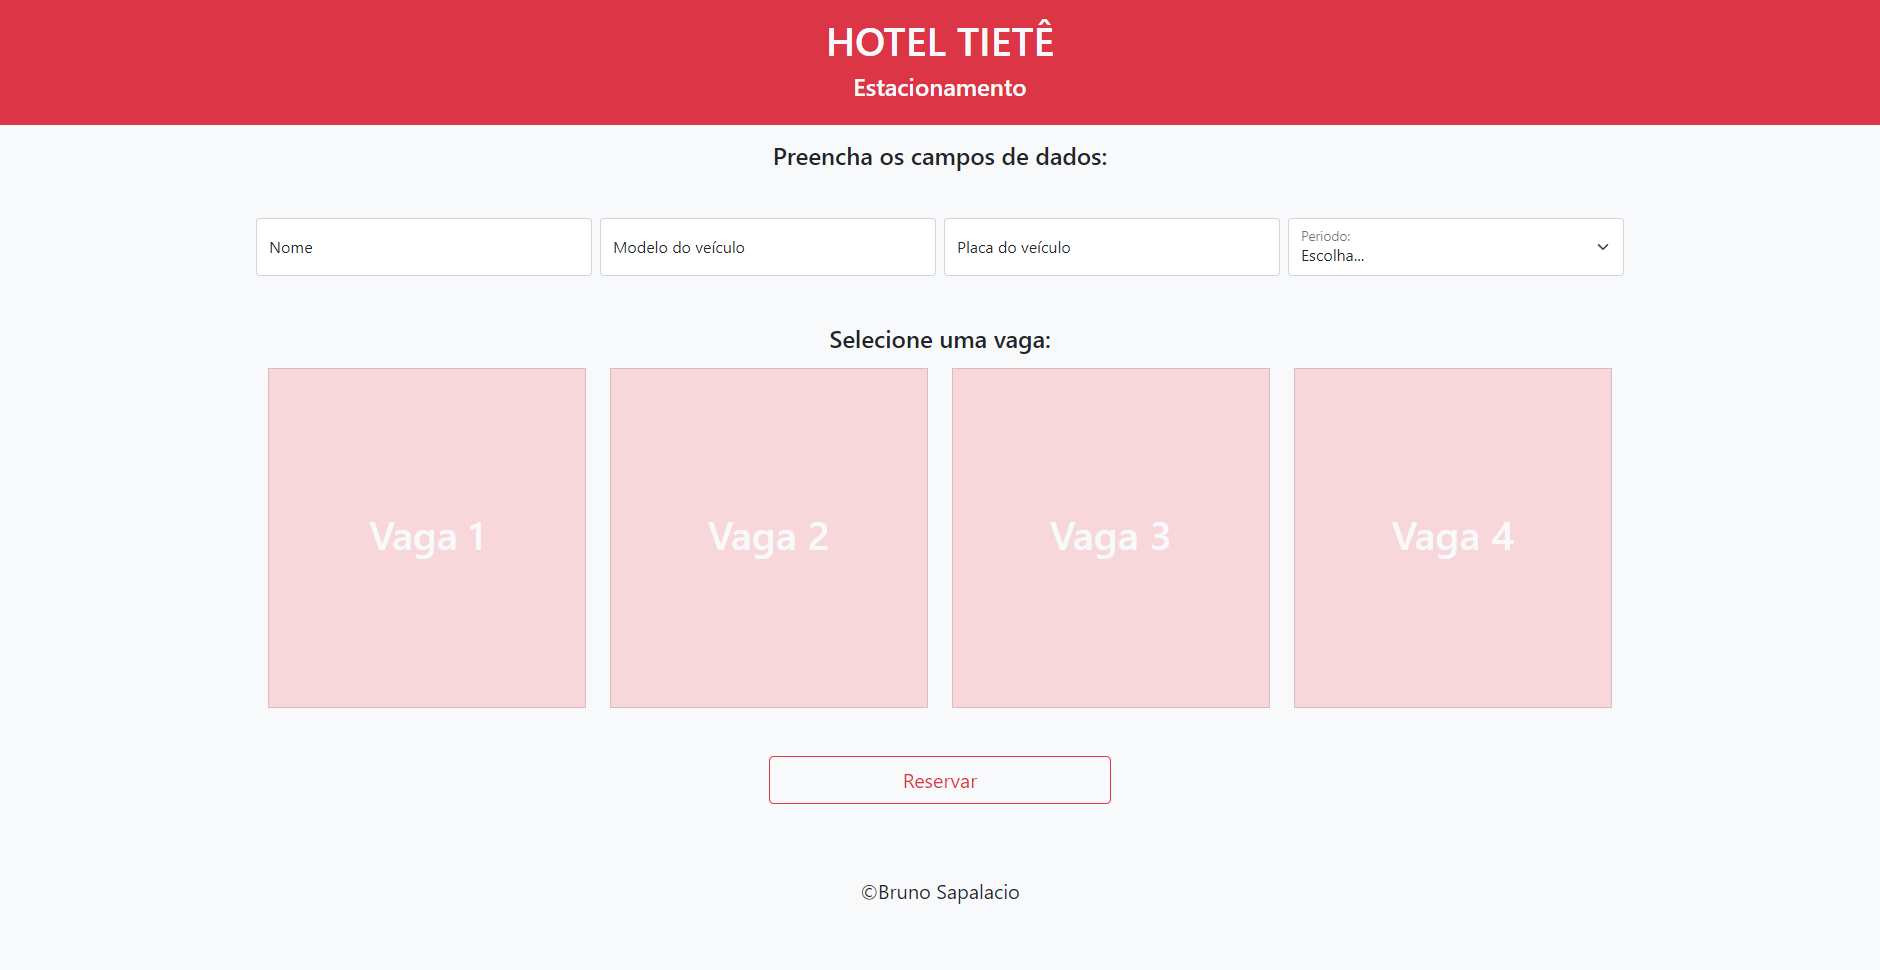 HOTEL TIETÊ
Estacionamento
Preencha os campos de dados:
Nome
Modelo do veículo
Placa do veículo
Periodo:
Escolha...
Selecione uma vaga:
Vaga 1
Vaga 2
Vaga 3
Vaga 4
Reservar
©Bruno Sapalacio